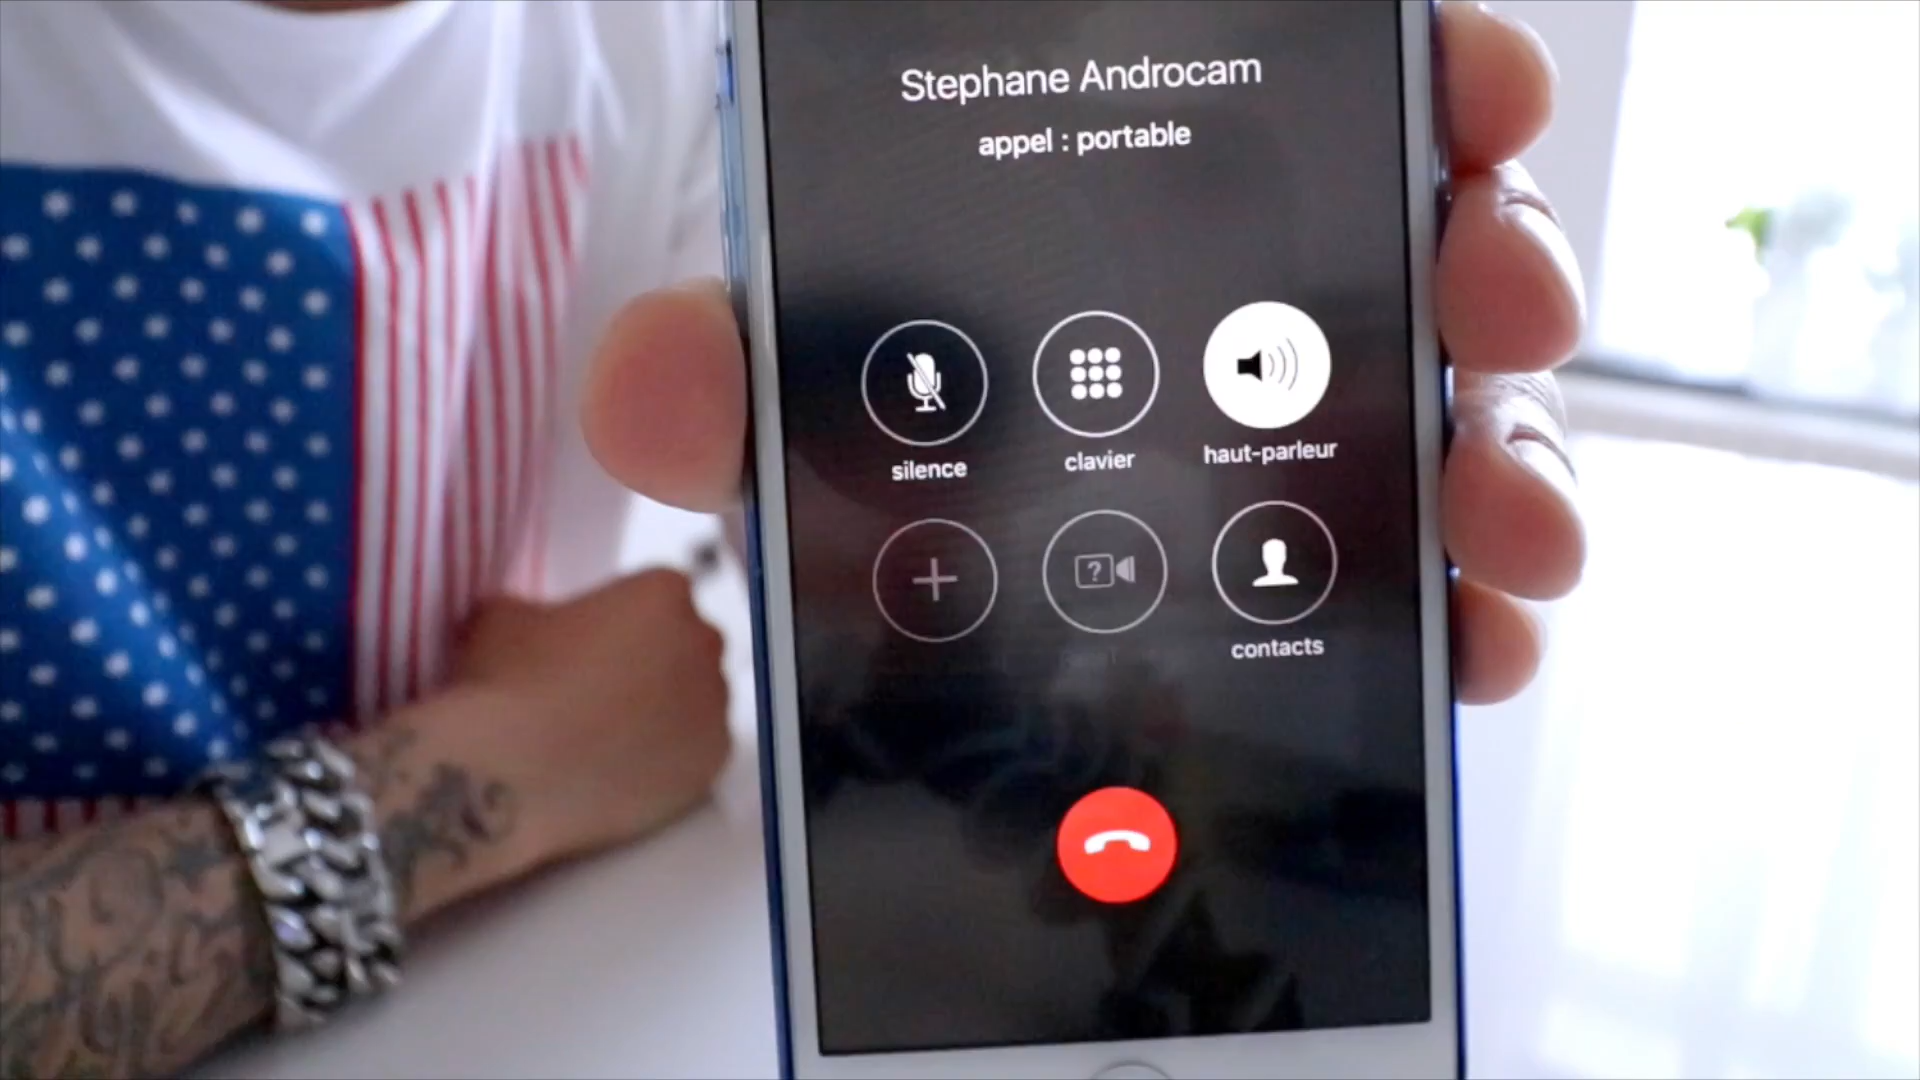 Stephane Androcam
appel : portable
silence
clavier
haut-parleur
?
contacts